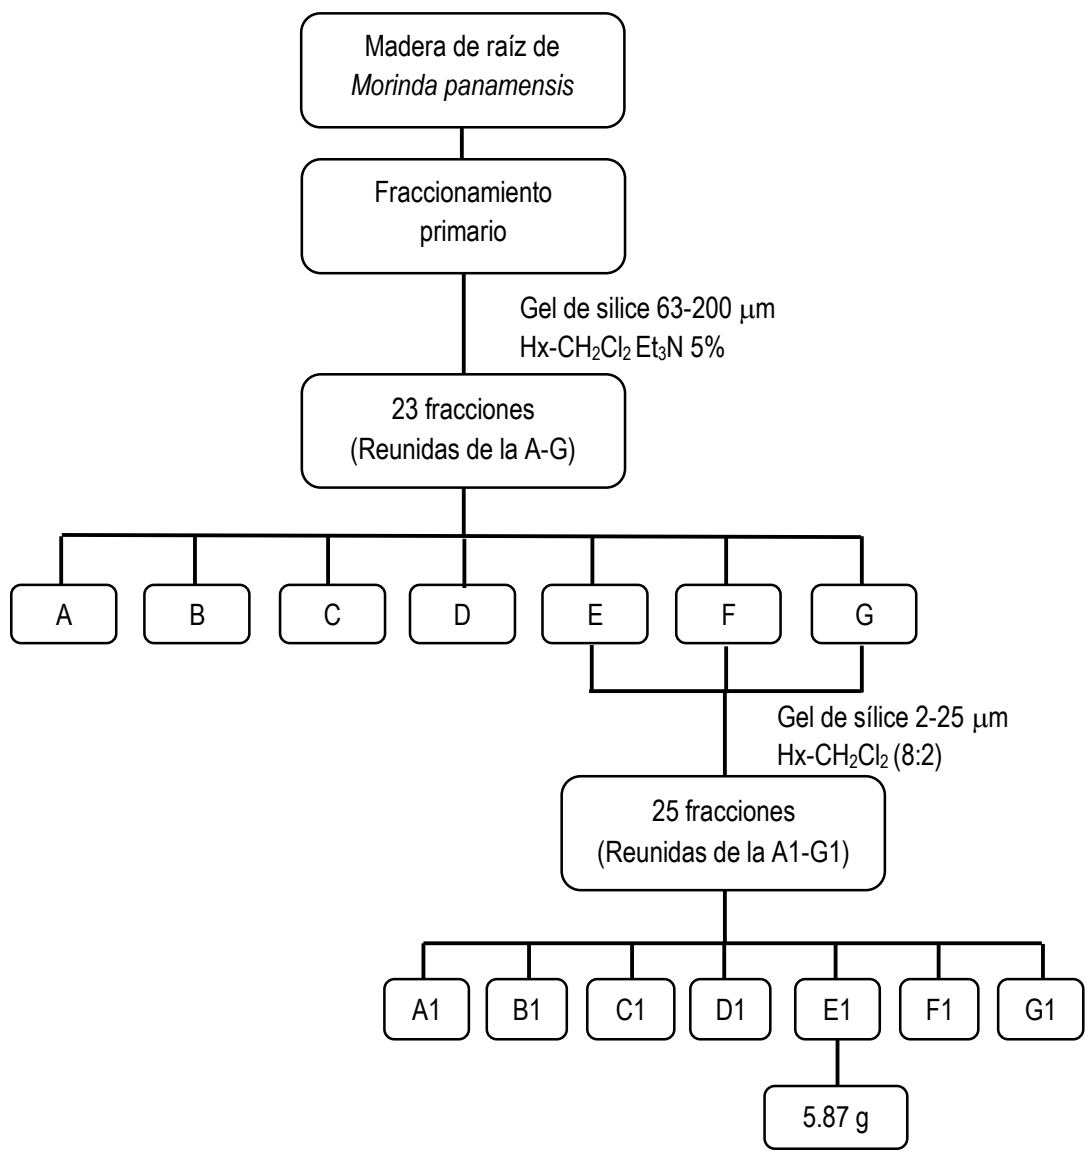 Madera de raíz de
Morinda panamensis
Fraccionamiento
primario
Gel de silice 63-200 μm
Hx-CH₂Cl₂ Et₃N 5%
23 fracciones
(Reunidas de la A-G)
A B C D E F G
Gel de sílice 2-25 μm
Hx-CH₂Cl₂ (8:2)
25 fracciones
(Reunidas de la A1-G1)
A1 B1 C1 D1 E1 F1 G1
5.87 g